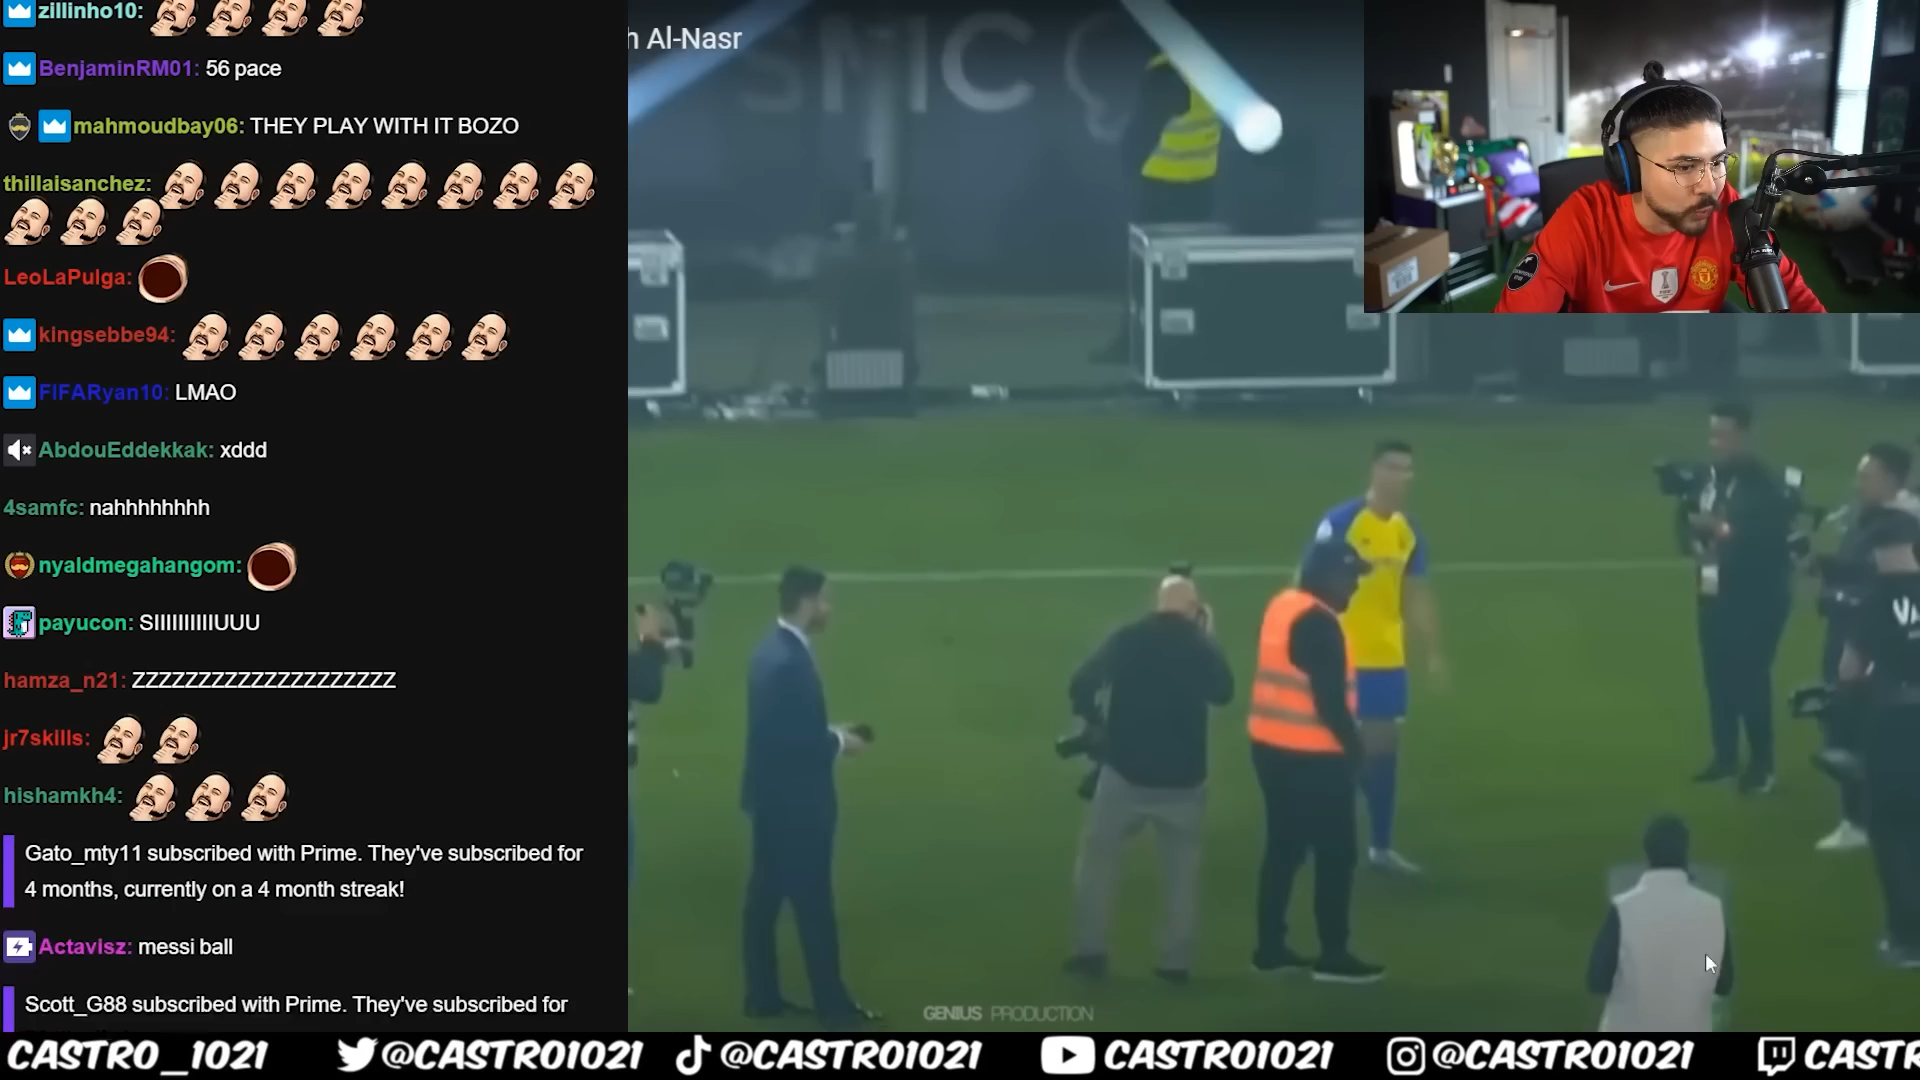 zillinho10:
BenjaminRM01: 56 pace
mahmoudbay06: THEY PLAY WITH IT BOZO
thillaisanchez:
LeoLaPulga:
kingsebbe94:
FIFARyan10: LMAO
AbdouEddekkak: xddd
4samfc: nahhhhhhhh
nyaldmegahangom:
payucon: SIIIIIIIIIIUUU
hamza_n21: ZZZZZZZZZZZZZZZZZZZZ
jr7skills:
hishamkh4:
Gato_mty11 subscribed with Prime. They've subscribed for
4 months, currently on a 4 month streak!
Actavisz: messi ball
Scott_G88 subscribed with Prime. They've subscribed for
h Al-Nasr
SNIC
GENIUS PRODUCTION
CASTRO_1021 @CASTRO1021 @CASTRO1021 CASTRO1021 @CASTRO1021 CASTR